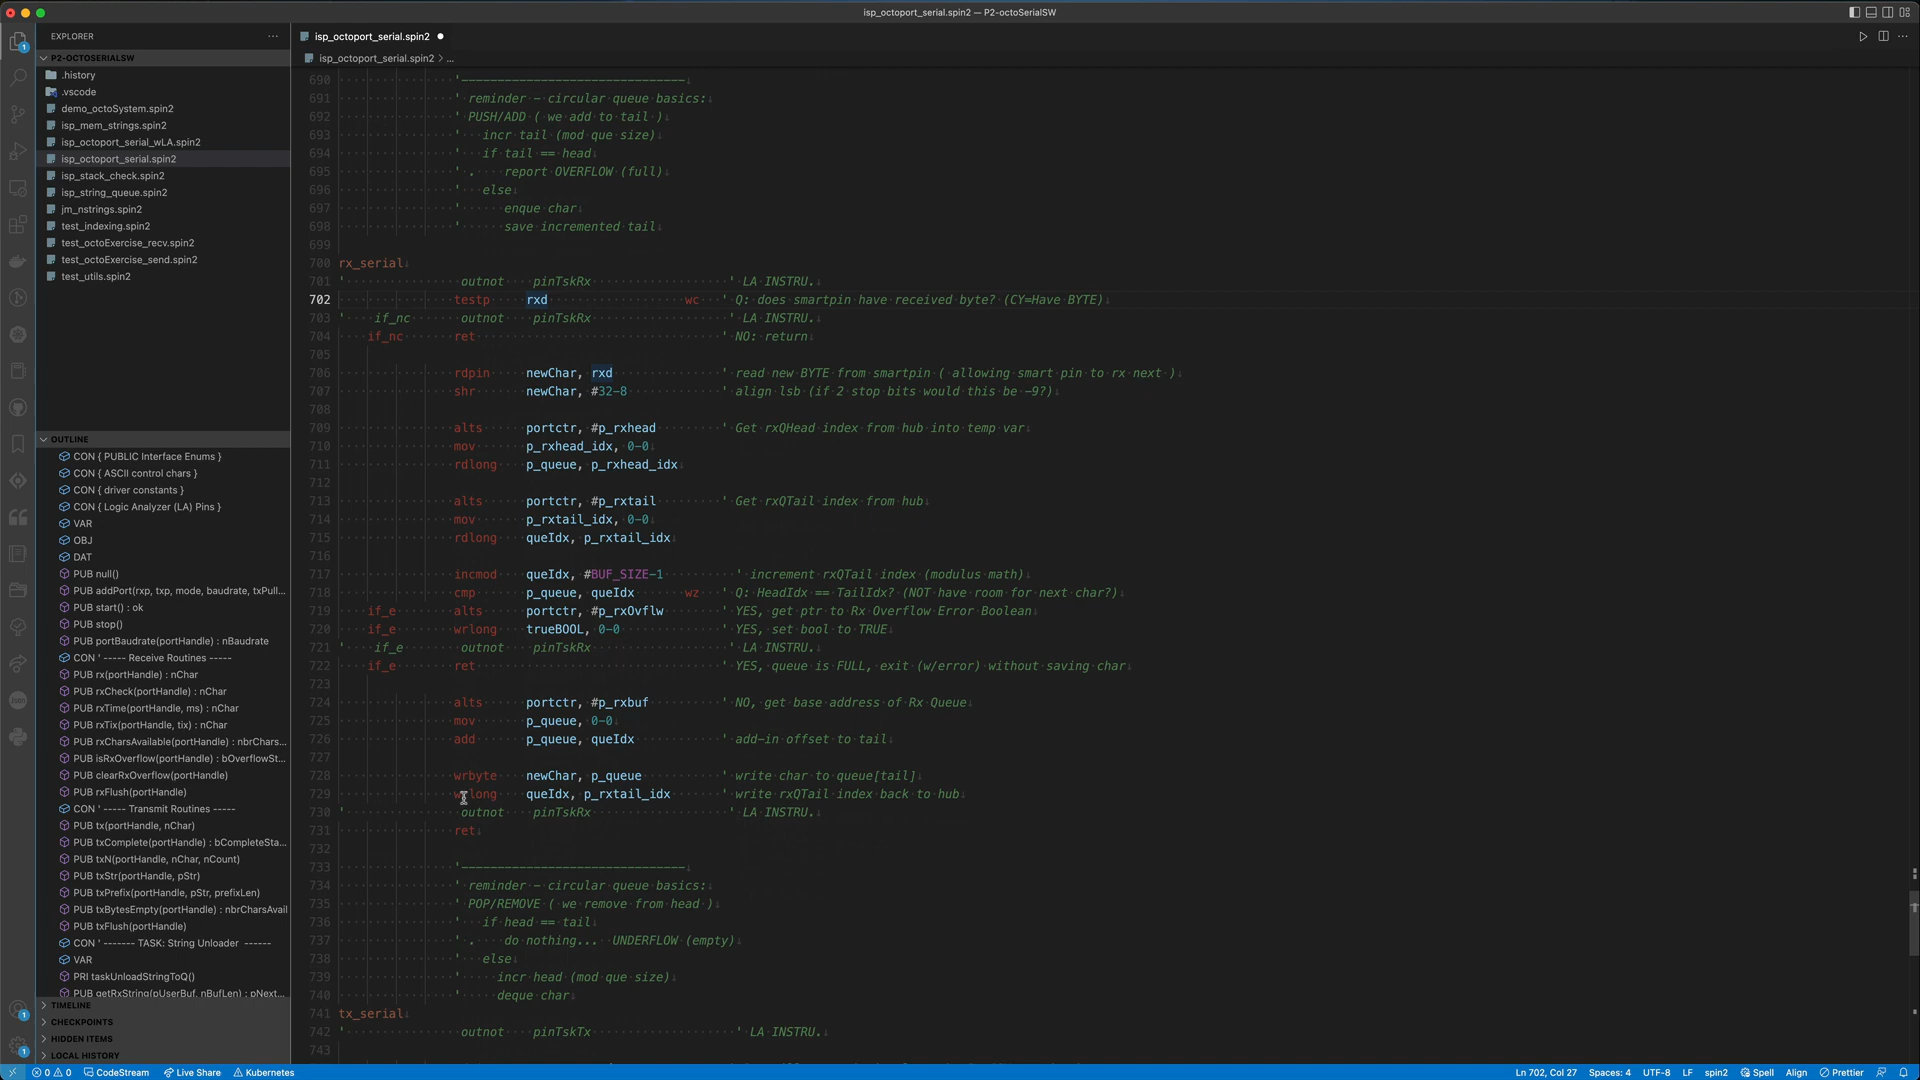 isp_octoport_serial.spin2 — P2-octoSerialSW
EXPLORER
P2-OCTOSERIALSW
.history
.vscode
demo_octoSystem.spin2
isp_mem_strings.spin2
isp_octoport_serial_wLA.spin2
isp_octoport_serial.spin2
isp_stack_check.spin2
isp_string_queue.spin2
jm_nstrings.spin2
test_indexing.spin2
test_octoExercise_recv.spin2
test_octoExercise_send.spin2
test_utils.spin2
OUTLINE
CON { PUBLIC Interface Enums }
CON { ASCII control chars }
CON { driver constants }
CON { Logic Analyzer (LA) Pins }
VAR
OBJ
DAT
PUB null()
PUB addPort(rxp, txp, mode, baudrate, txPull...
PUB start() : ok
PUB stop()
PUB portBaudrate(portHandle) : nBaudrate
CON ' ----- Receive Routines -----
PUB rx(portHandle) : nChar
PUB rxCheck(portHandle) : nChar
PUB rxTime(portHandle, ms) : nChar
PUB rxTix(portHandle, tix) : nChar
PUB rxCharsAvailable(portHandle) : nbrChars...
PUB isRxOverflow(portHandle) : bOverflowSt...
PUB clearRxOverflow(portHandle)
PUB rxFlush(portHandle)
CON ' ----- Transmit Routines -----
PUB tx(portHandle, nChar)
PUB txComplete(portHandle) : bCompleteSta...
PUB txN(portHandle, nChar, nCount)
PUB txStr(portHandle, pStr)
PUB txPrefix(portHandle, pStr, prefixLen)
PUB txBytesEmpty(portHandle) : nbrCharsAvail
PUB txFlush(portHandle)
CON ' ------- TASK: String Unloader ------
VAR
PRI taskUnloadStringToQ()
PUB getRxString(pUserBuf, nBufLen) : pNext...
TIMELINE
CHECKPOINTS
HIDDEN ITEMS
LOCAL HISTORY
isp_octoport_serial.spin2
isp_octoport_serial.spin2 > ...
690 '-------------------------------
691 ' reminder - circular queue basics:
692 ' PUSH/ADD ( we add to tail )
693 '   incr tail (mod que size)
694 '   if tail == head
695 ' .    report OVERFLOW (full)
696 '   else
697 '      enque char
698 '      save incremented tail
699
700 rx_serial
701 ' outnot pinTskRx ' LA INSTRU.
702 testp rxd wc ' Q: does smartpin have received byte? (CY=Have BYTE)
703 ' if_nc outnot pinTskRx ' LA INSTRU.
704 if_nc ret ' NO: return
705
706 rdpin newChar, rxd ' read new BYTE from smartpin ( allowing smart pin to rx next )
707 shr newChar, #32-8 ' align lsb (if 2 stop bits would this be -9?)
708
709 alts portctr, #p_rxhead ' Get rxQHead index from hub into temp var
710 mov p_rxhead_idx, 0-0
711 rdlong p_queue, p_rxhead_idx
712
713 alts portctr, #p_rxtail ' Get rxQTail index from hub
714 mov p_rxtail_idx, 0-0
715 rdlong queIdx, p_rxtail_idx
716
717 incmod queIdx, #BUF_SIZE-1 ' increment rxQTail index (modulus math)
718 cmp p_queue, queIdx wz ' Q: HeadIdx == TailIdx? (NOT have room for next char?)
719 if_e alts portctr, #p_rxOvflw ' YES, get ptr to Rx Overflow Error Boolean
720 if_e wrlong trueBOOL, 0-0 ' YES, set bool to TRUE
721 ' if_e outnot pinTskRx ' LA INSTRU.
722 if_e ret ' YES, queue is FULL, exit (w/error) without saving char
723
724 alts portctr, #p_rxbuf ' NO, get base address of Rx Queue
725 mov p_queue, 0-0
726 add p_queue, queIdx ' add-in offset to tail
727
728 wrbyte newChar, p_queue ' write char to queue[tail]
729 wrlong queIdx, p_rxtail_idx ' write rxQTail index back to hub
730 ' outnot pinTskRx ' LA INSTRU.
731 ret
732
733 '-------------------------------
734 ' reminder - circular queue basics:
735 ' POP/REMOVE ( we remove from head )
736 '   if head == tail
737 ' .    do nothing...  UNDERFLOW (empty)
738 '   else
739 '     incr head (mod que size)
740 '      deque char
741 tx_serial
742 ' outnot pinTskTx ' LA INSTRU.
743
0 0 CodeStream Live Share Kubernetes
Ln 702, Col 27 Spaces: 4 UTF-8 LF spin2 Spell Align Prettier